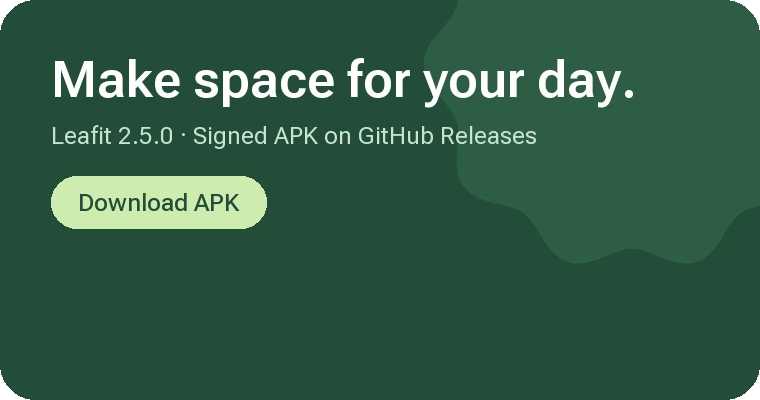 Make space for your day.
Leafit 2.5.0 · Signed APK on GitHub Releases
Download APK